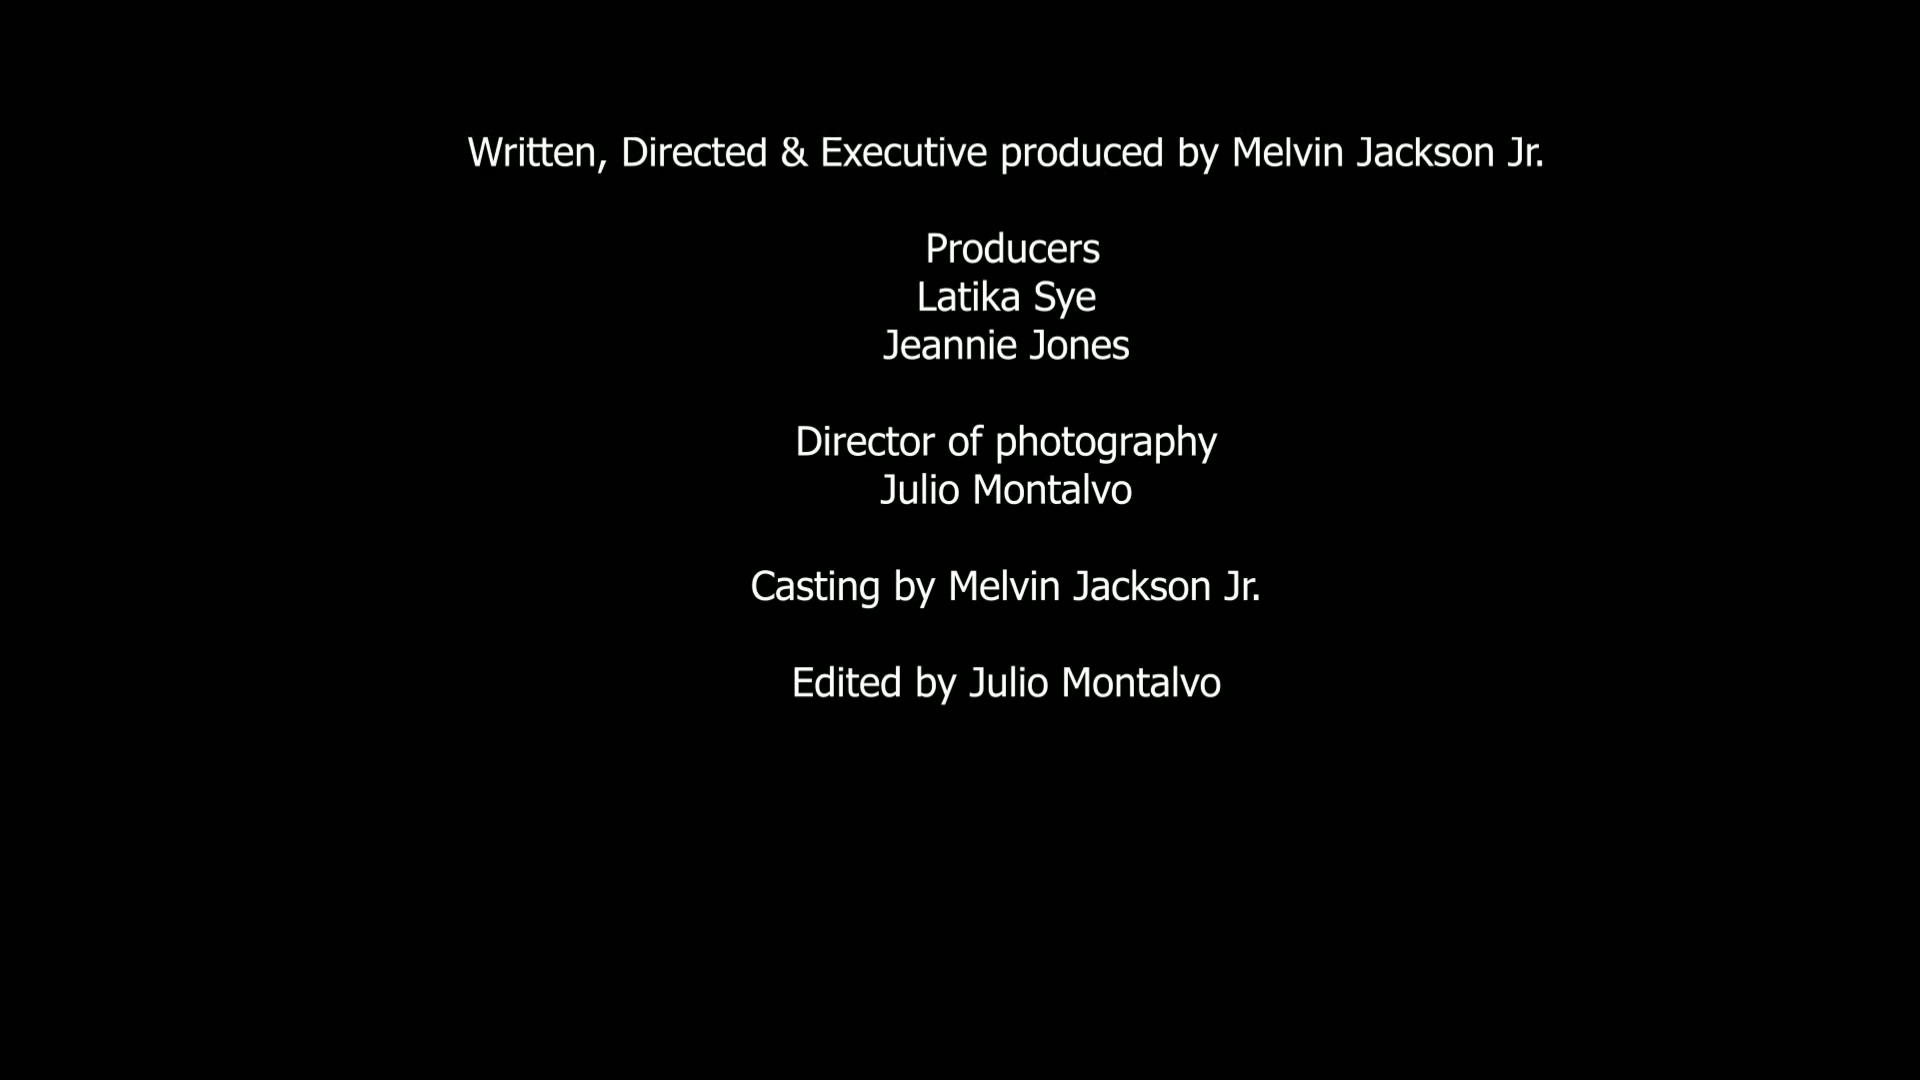 Written, Directed & Executive produced by Melvin Jackson Jr.
Producers
Latika Sye
Jeannie Jones
Director of photography
Julio Montalvo
Casting by Melvin Jackson Jr.
Edited by Julio Montalvo